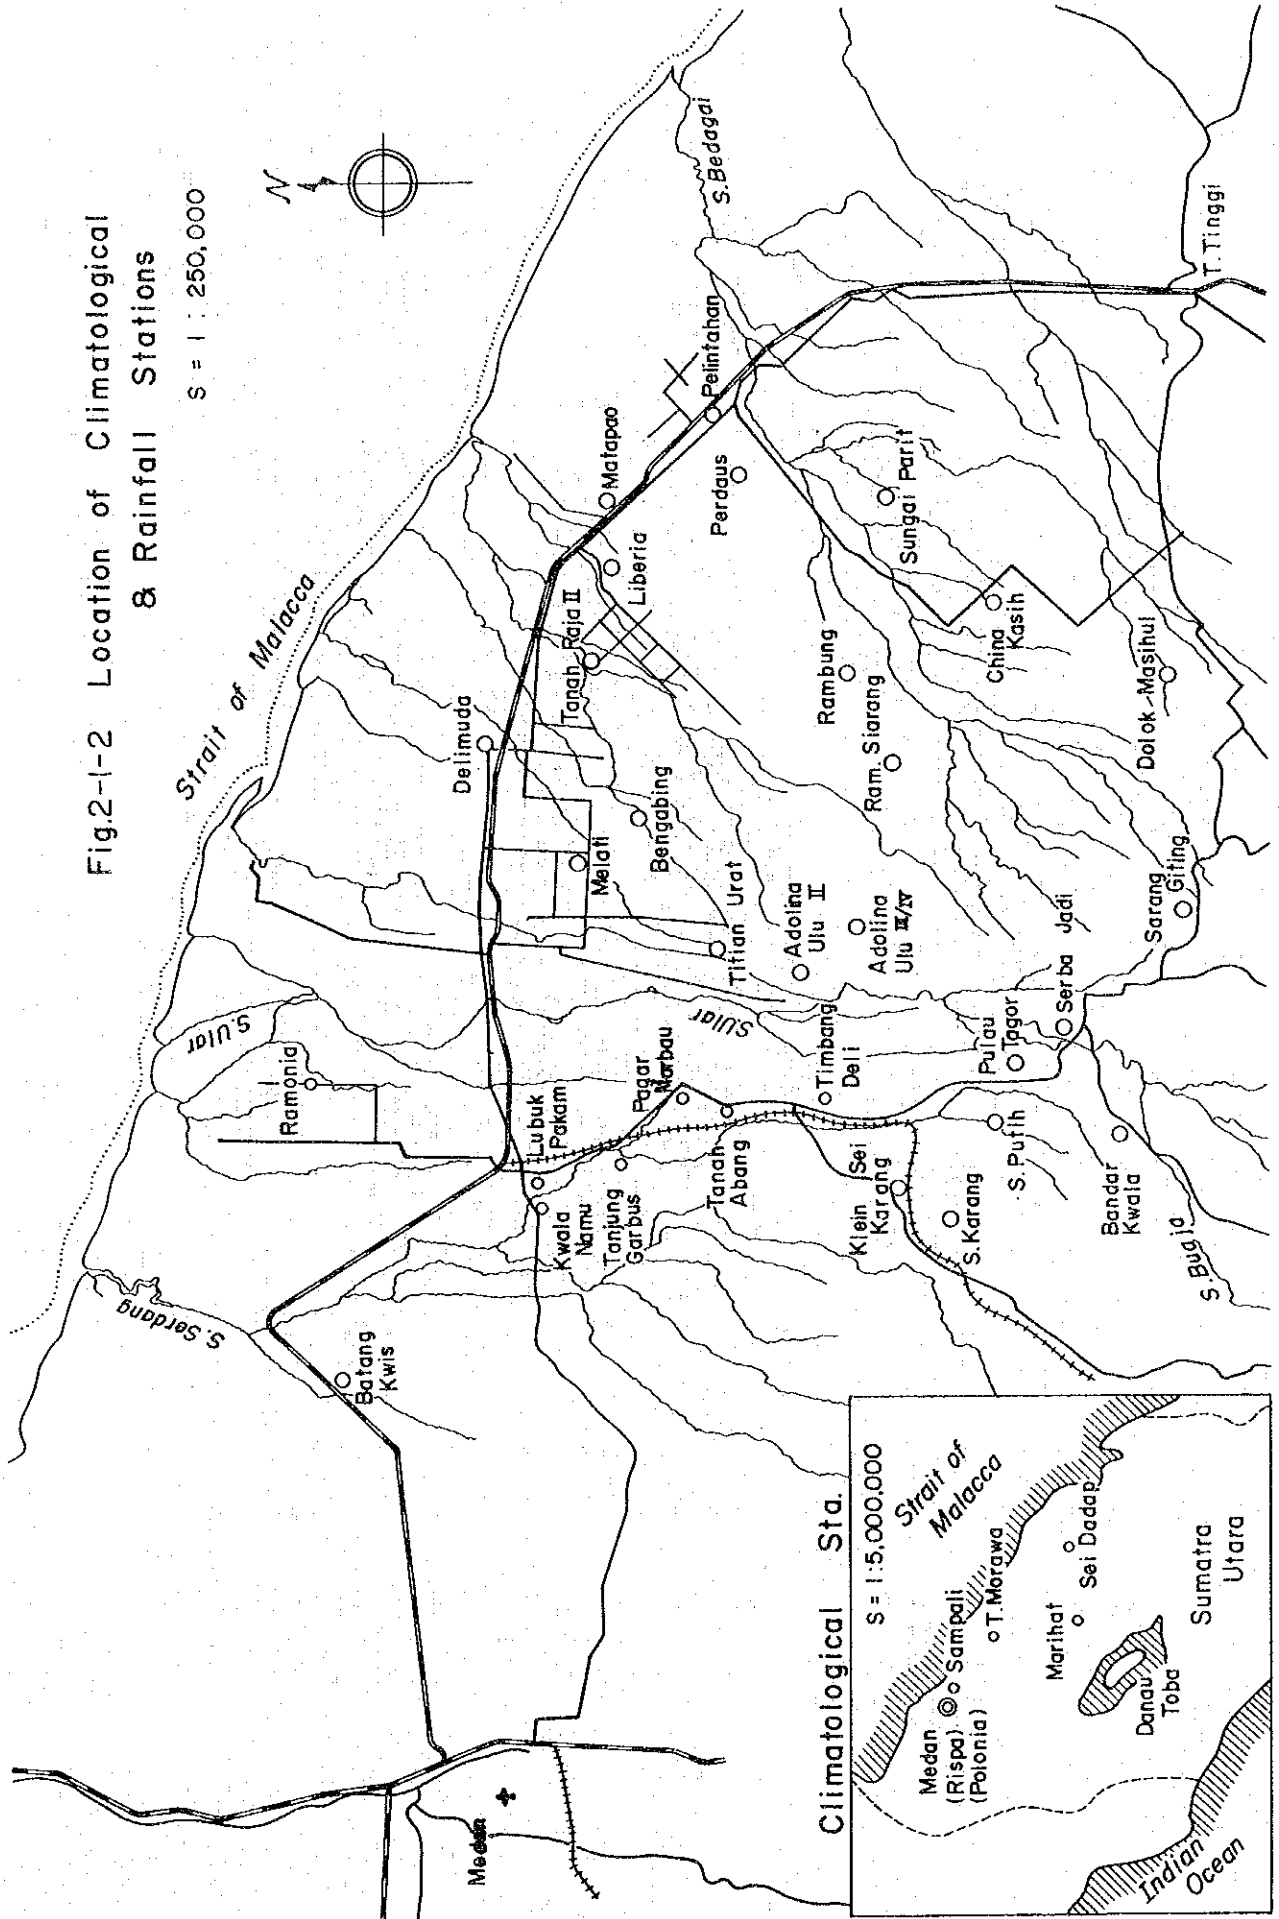 Fig.2-1-2 Location of Climatological
& Rainfall Stations
S = 1 : 250,000
N
Strait of Malacca
S.Bedagai
T.Tinggi
Pelintahan
Matapao
Perdaus
Sungai Parit
Liberia
Tanah Raja II
Delimuda
Rambung
Ram. Siarang
China
Kasih
Dolok-Masihul
Bengabing
Melati
Titian Urat
Adolina
Ulu II
Adolina
Ulu III/IV
Sarang
Giting
Serba Jadi
Pulau
Tagor
S.Ular
S.Ular
Ramonia
Timbang
Deli
Pagar
Marbau
Lubuk
Pakam
Kwala
Namu
Tanjung
Garbus
Tanah
Abang
Klein Sei
Karang
S.Karang
S.Putih
Bandar
Kwala
S.Buaja
S.Serdang
Batang
Kwis
Medan
Climatological Sta.
S = 1:5,000,000
Strait of
Malacca
Medan
(Rispa)
(Polonia)
Sampali
T.Morawa
Marihat
Sei Dadap
Danau
Toba
Sumatra
Utara
Indian
Ocean